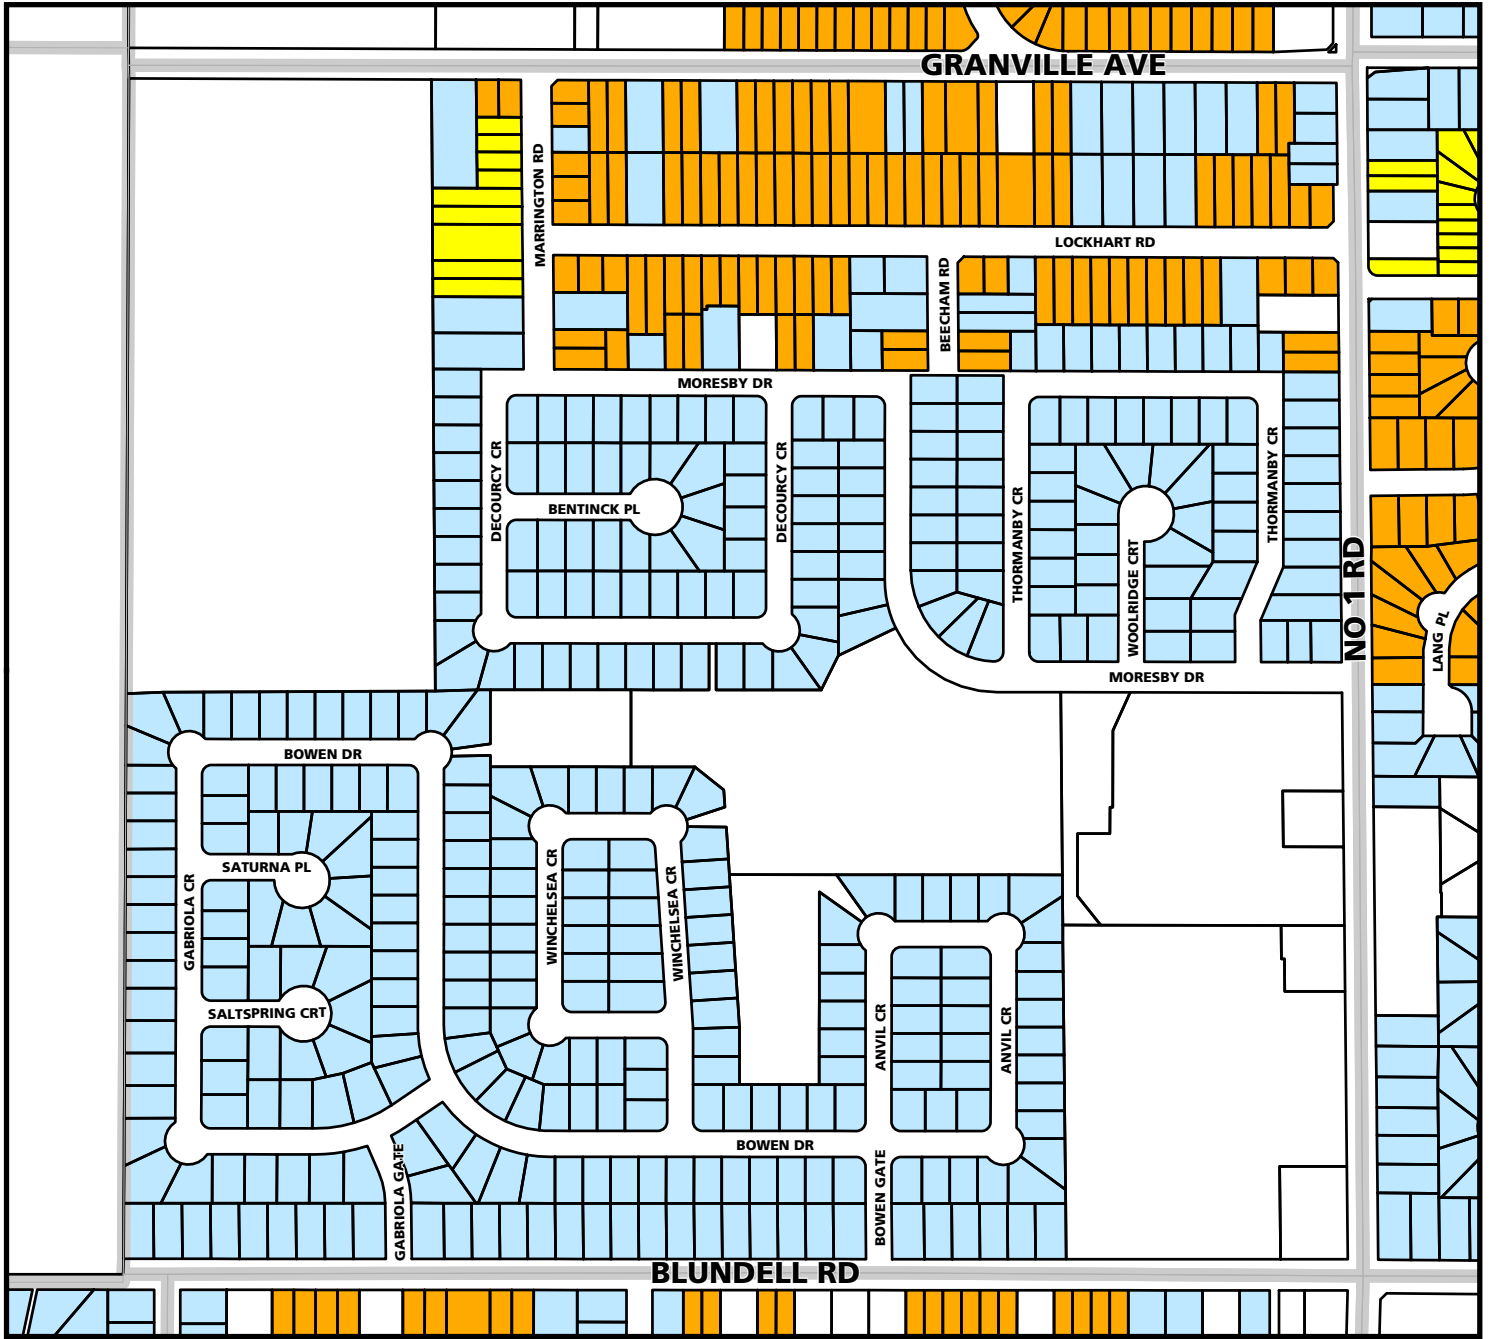 GRANVILLE AVE
MARRINGTON RD
LOCKHART RD
BEECHAM RD
MORESBY DR
DECOURCY CR
DECOURCY CR
BENTINCK PL
THORMANBY CR
THORMANBY CR
WOOLRIDGE CRT
NO 1 RD
LANG PL
MORESBY DR
BOWEN DR
SATURNA PL
GABRIOLA CR
WINCHELSEA CR
WINCHELSEA CR
SALTSPRING CRT
ANVIL CR
ANVIL CR
BOWEN DR
GABRIOLA GATE
BOWEN GATE
BLUNDELL RD